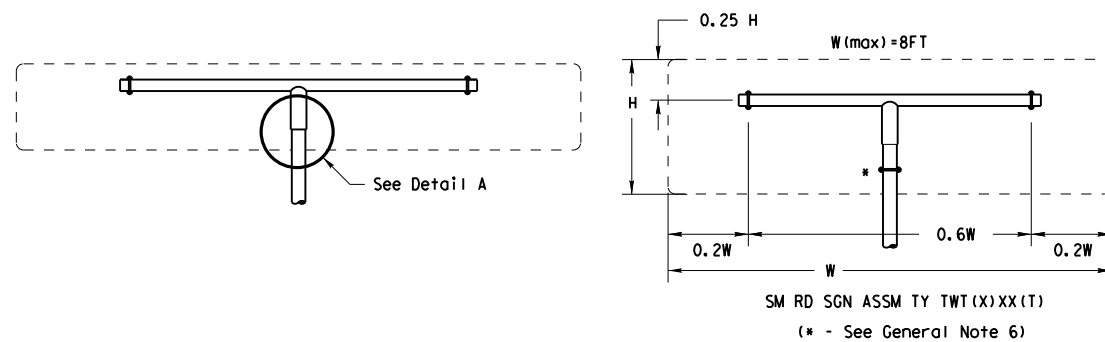 0.25 H
W(max)=8FT
H
See Detail A
*
0.2W
0.6W
0.2W
W
SM RD SGN ASSM TY TWT(X)XX(T)
(* - See General Note 6)